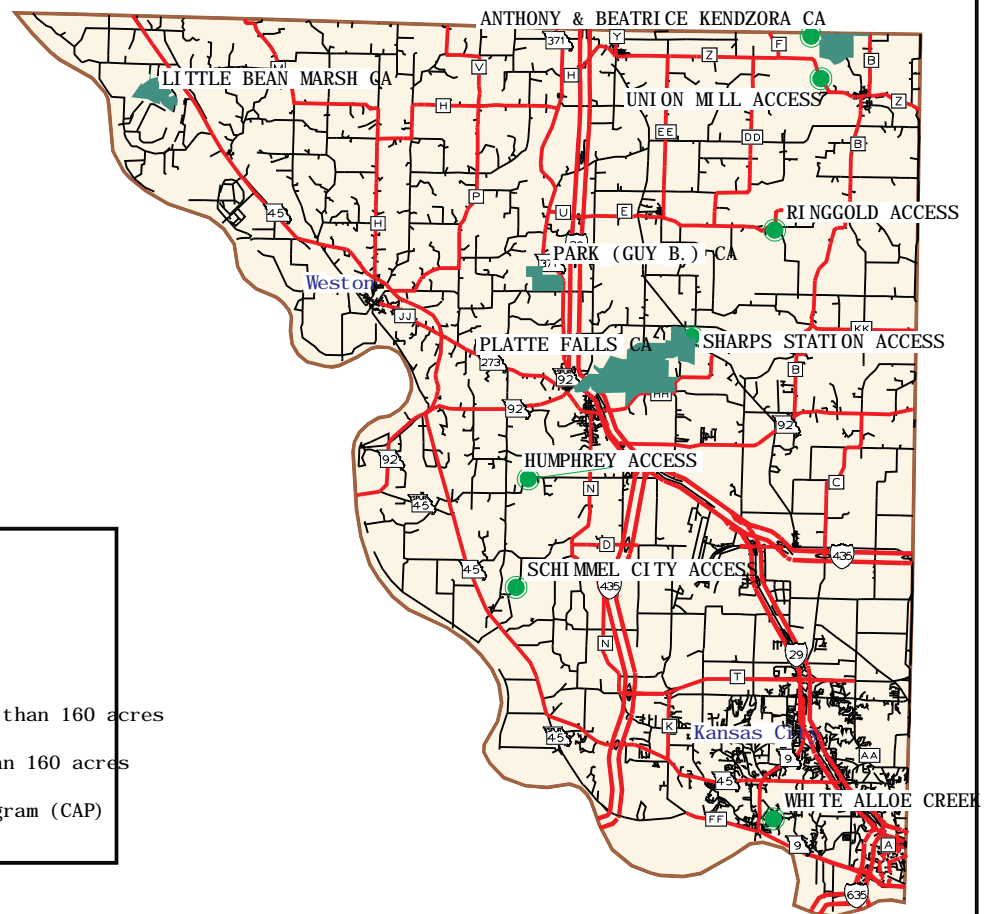 ANTHONY & BEATRICE KENDZORA CA
371
Y
F
Z
B
H
V
M
LITTLE BEAN MARSH CA
H
UNION MILL ACCESS
Z
EE
DD
B
P
45
H
U
E
RINGGOLD ACCESS
PARK (GUY B.) CA
Weston
JJ
KK
PLATTE FALLS CA
SHARPS STATION ACCESS
273
SPUR
92
B
HH
92
92
92
HUMPHREY ACCESS
N
C
SPUR
45
D
435
45
SCHIMMEL CITY ACCESS
435
N
29
T
than 160 acres
K
Kansas City
SPUR
45
9
AA
an 160 acres
45
WHITE ALLOE CREEK
gram (CAP)
FF
9
A
635